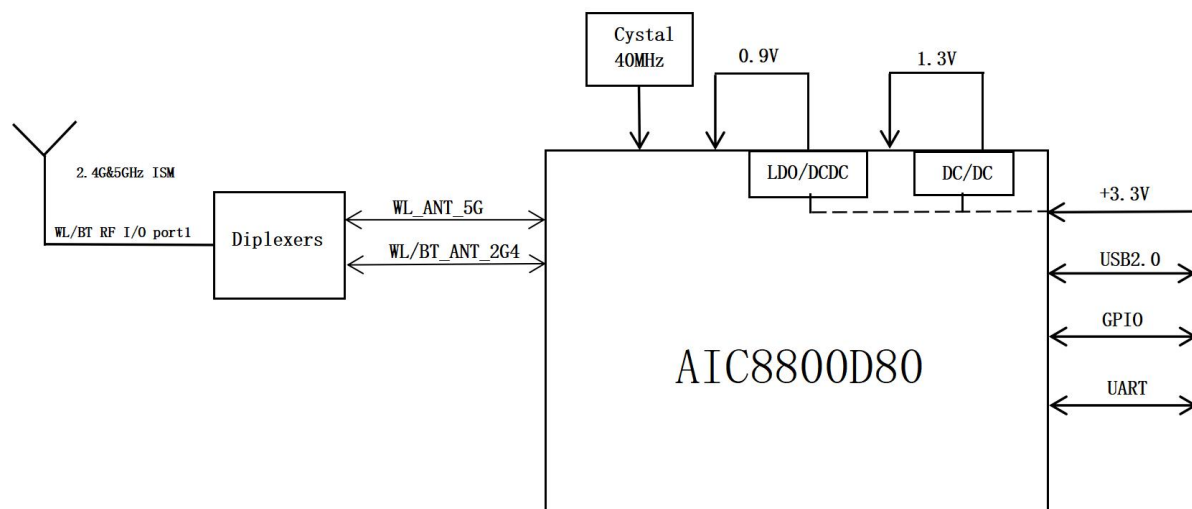 Cystal
40MHz
0.9V
1.3V
LDO/DCDC
DC/DC
2.4G&5GHz ISM
WL/BT RF I/O port1
Diplexers
WL_ANT_5G
WL/BT_ANT_2G4
+3.3V
USB2.0
GPIO
UART
AIC8800D80